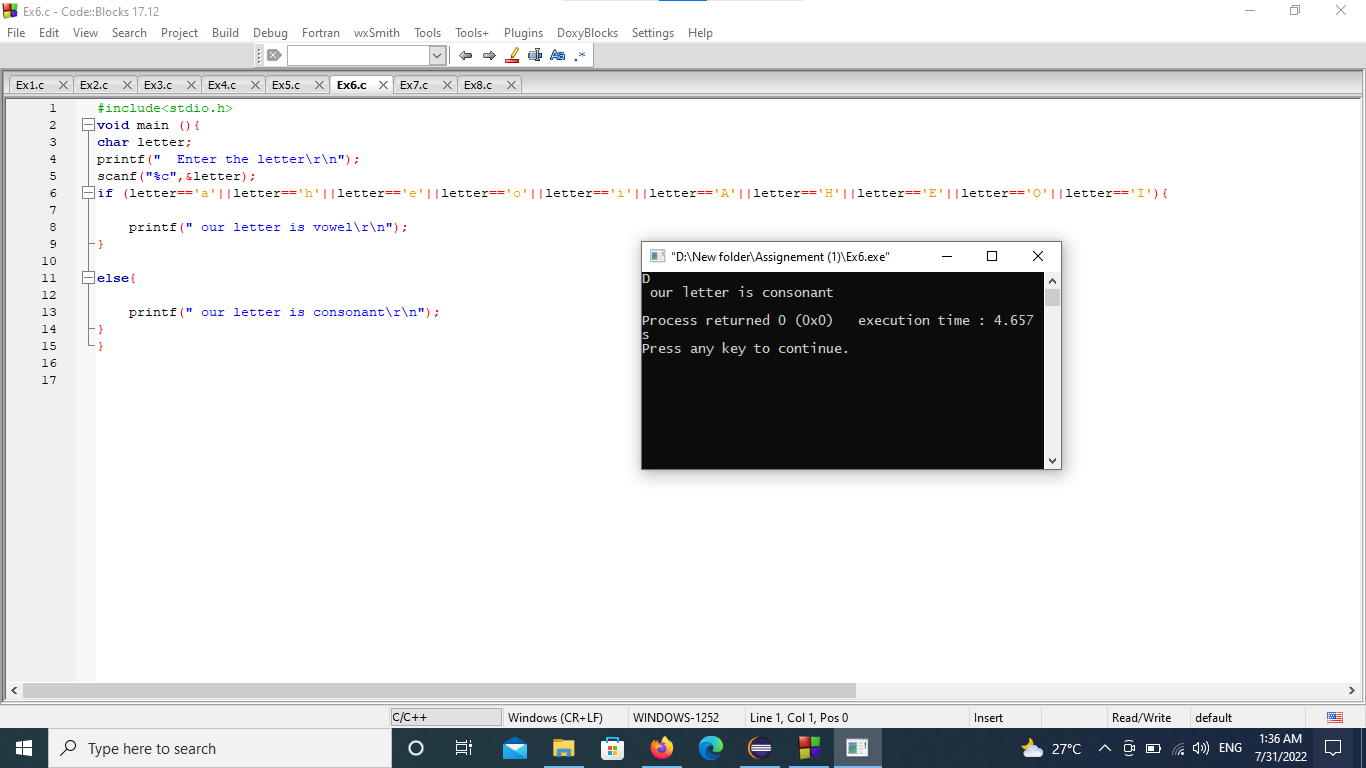 Ex6.c - Code::Blocks 17.12
File Edit View Search Project Build Debug Fortran wxSmith Tools Tools+ Plugins DoxyBlocks Settings Help
Aa .*
Ex1.c Ex2.c Ex3.c Ex4.c Ex5.c Ex6.c Ex7.c Ex8.c
1 #include<stdio.h>
2 void main (){
3 char letter;
4 printf("  Enter the letter\r\n");
5 scanf("%c",&letter);
6 if (letter=='a'||letter=='h'||letter=='e'||letter=='o'||letter=='i'||letter=='A'||letter=='H'||letter=='E'||letter=='O'||letter=='I'){
7
8 printf(" our letter is vowel\r\n");
9 }
10
11 else{
12
13 printf(" our letter is consonant\r\n");
14 }
15 }
16
17
"D:\New folder\Assignement (1)\Ex6.exe"
D
our letter is consonant
Process returned 0 (0x0)   execution time : 4.657
s
Press any key to continue.
C/C++ Windows (CR+LF) WINDOWS-1252 Line 1, Col 1, Pos 0 Insert Read/Write default
Type here to search
27°C ENG
1:36 AM
7/31/2022